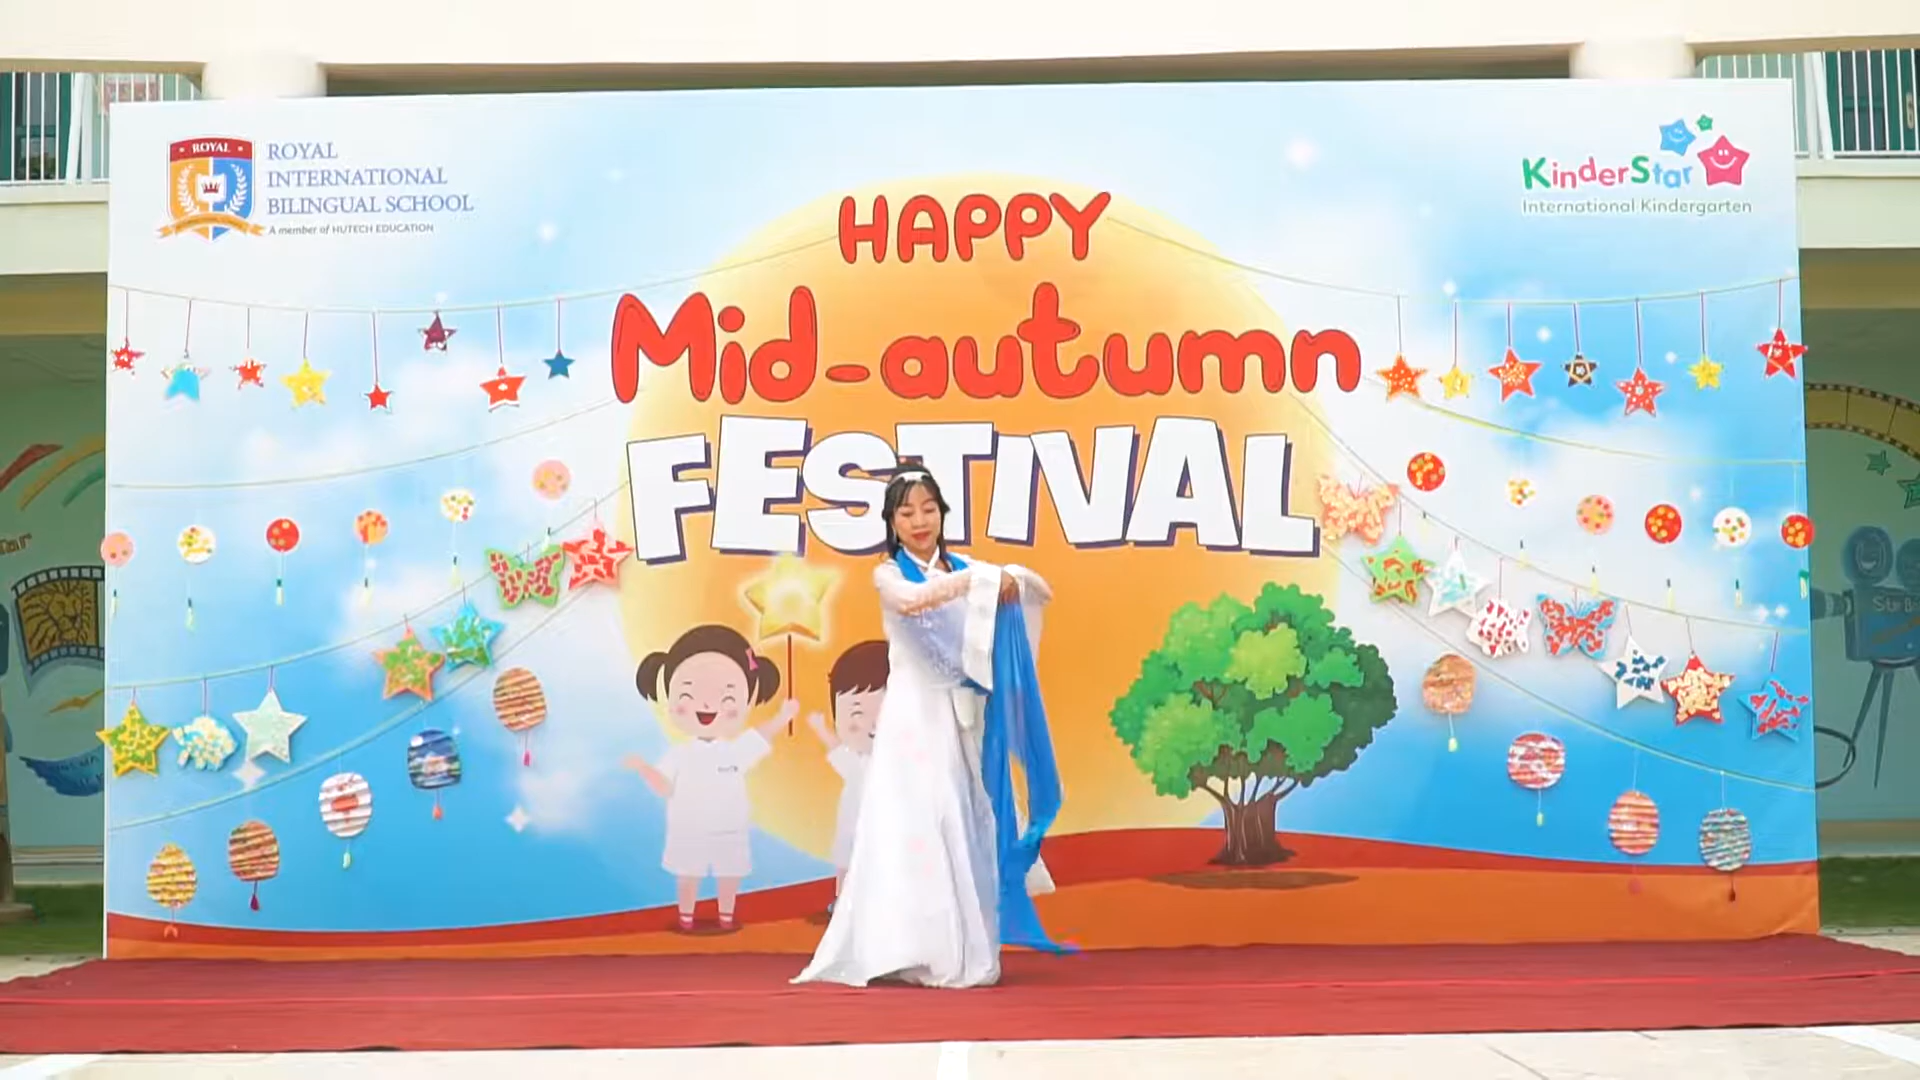 ROYAL
ROYAL
INTERNATIONAL
BILINGUAL SCHOOL
A member of HUTECH EDUCATION
KinderStar
International Kindergarten
HAPPY
Mid-autumn
FESTIVAL